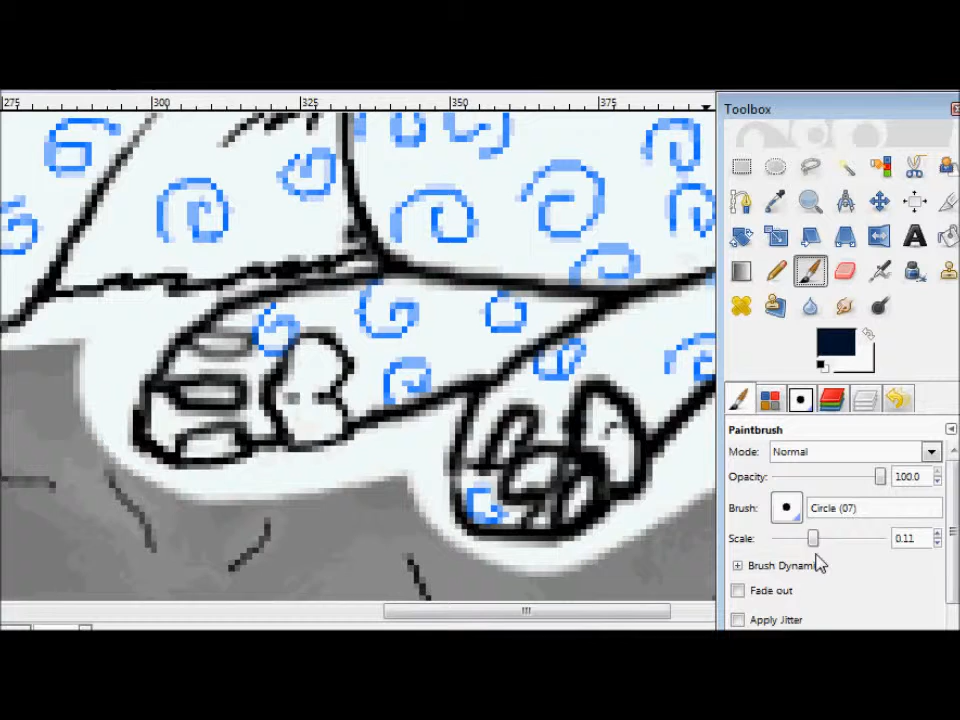 275 300 325 350 375
Toolbox
Paintbrush
Mode: Normal
Opacity: 100.0
Brush: Circle (07)
Scale: 0.11
Brush Dynam
Fade out
Apply Jitter